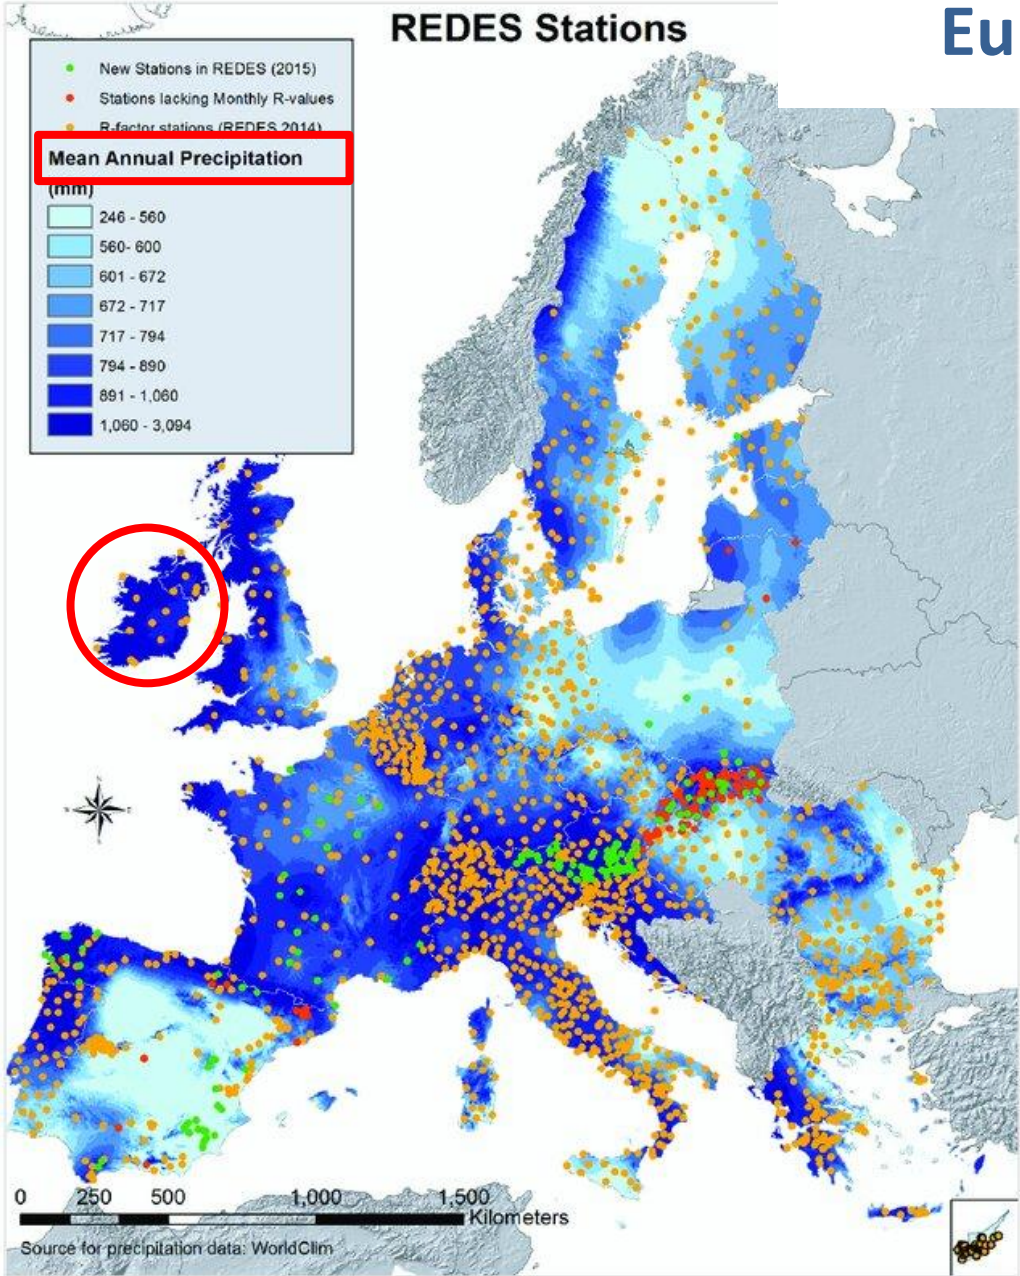 REDES Stations
Eu
New Stations in REDES (2015)
Stations lacking Monthly R-values
R-factor stations (REDES 2014)
Mean Annual Precipitation
(mm)
246 - 560
560- 600
601 - 672
672 - 717
717 - 794
794 - 890
891 - 1,060
1,060 - 3,094
0 250 500 1,000 1,500
Kilometers
Source for precipitation data: WorldClim